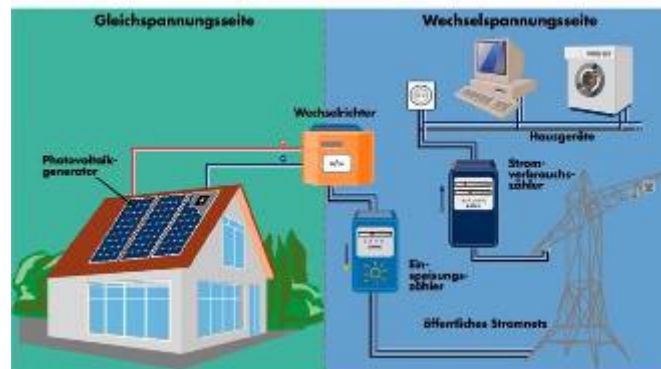 Gleichspannungsseite
Wechselspannungsseite
Wechselrichter
Hausgeräte
Photovoltaik-
generator
Strom-
verbrauchs-
zähler
Ein-
speisungs-
zähler
öffentliches Stromnetz